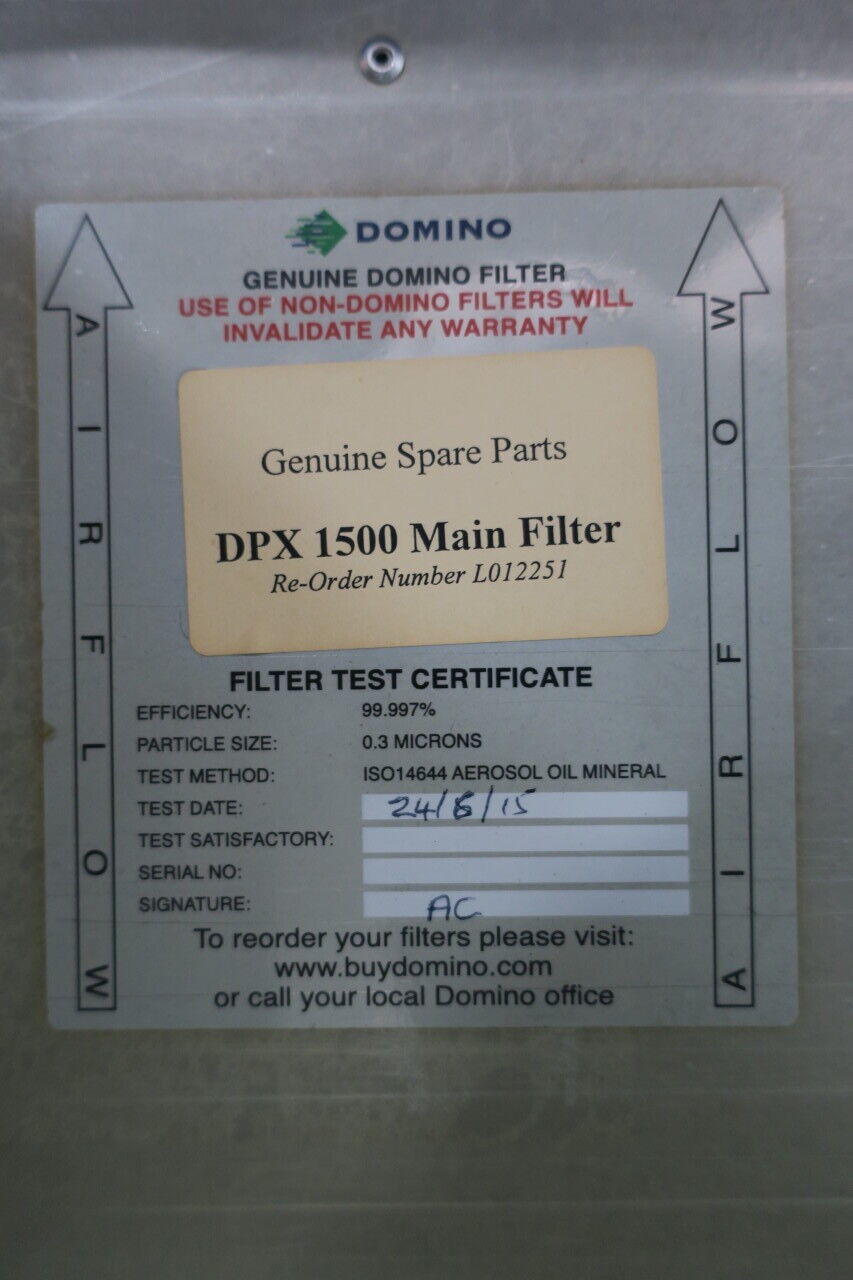 DOMINO
GENUINE DOMINO FILTER
USE OF NON-DOMINO FILTERS WILL
INVALIDATE ANY WARRANTY
AIRFLOW
AIRFLOW
Genuine Spare Parts
DPX 1500 Main Filter
Re-Order Number L012251
FILTER TEST CERTIFICATE
EFFICIENCY: 99.997%
PARTICLE SIZE: 0.3 MICRONS
TEST METHOD: ISO14644 AEROSOL OIL MINERAL
TEST DATE: 24/6/15
TEST SATISFACTORY:
SERIAL NO:
SIGNATURE: AC
To reorder your filters please visit:
www.buydomino.com
or call your local Domino office